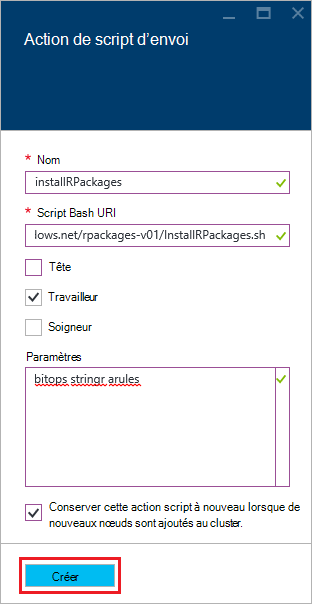 Action de script d’envoi
* Nom
installRPackages
* Script Bash URI
lows.net/rpackages-v01/InstallRPackages.sh
Tête
Travailleur
Soigneur
Paramètres
bitops stringr arules
Conserver cette action script à nouveau lorsque de
nouveaux nœuds sont ajoutés au cluster.
Créer